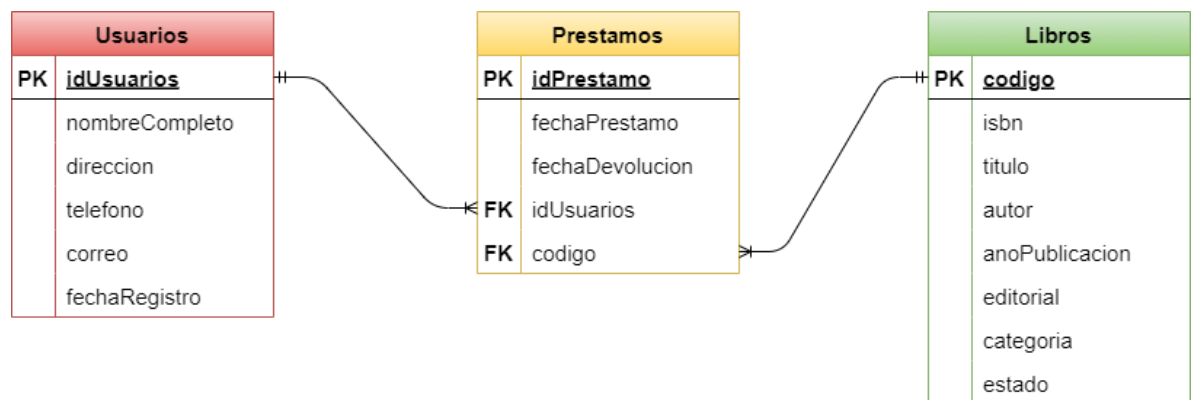 Usuarios
PK idUsuarios
nombreCompleto
direccion
telefono
correo
fechaRegistro
Prestamos
PK idPrestamo
fechaPrestamo
fechaDevolucion
FK idUsuarios
FK codigo
Libros
PK codigo
isbn
titulo
autor
anoPublicacion
editorial
categoria
estado